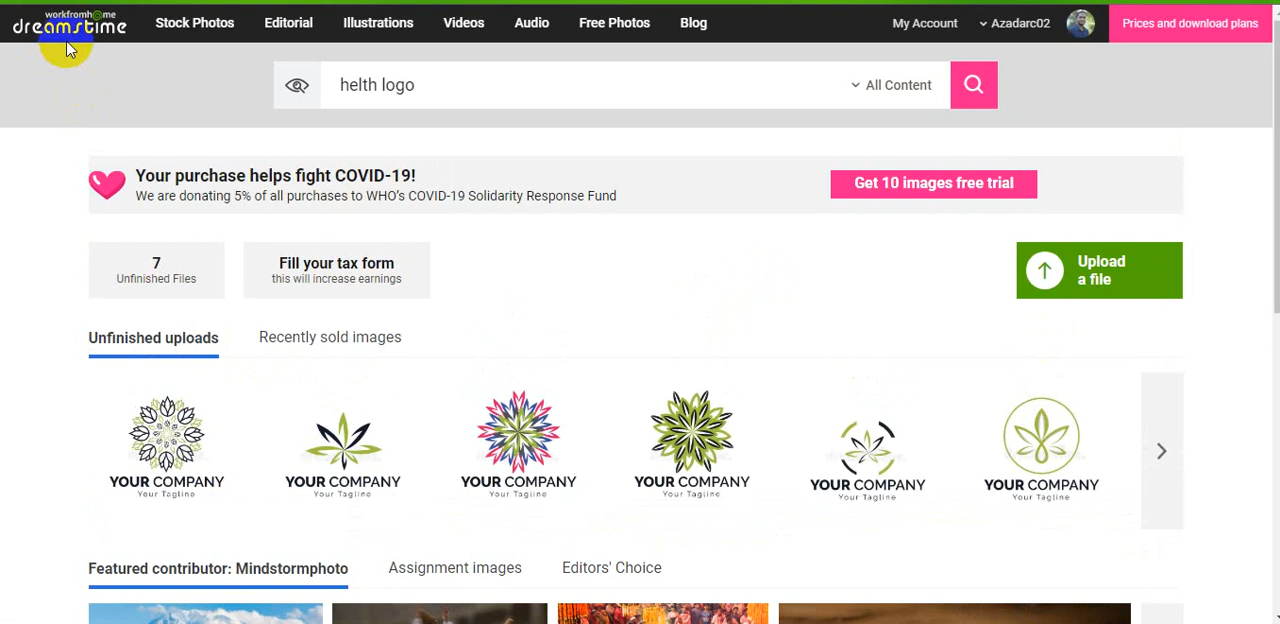 workfromh@me
dreamstime
Stock Photos Editorial Illustrations Videos Audio Free Photos Blog My Account Azadarc02 Prices and download plans
helth logo All Content
Your purchase helps fight COVID-19!
We are donating 5% of all purchases to WHO's COVID-19 Solidarity Response Fund
Get 10 images free trial
7
Unfinished Files
Fill your tax form
this will increase earnings
Upload
a file
Unfinished uploads Recently sold images
YOUR COMPANY YOUR COMPANY YOUR COMPANY YOUR COMPANY YOUR COMPANY YOUR COMPANY
Your Tagline Your Tagline Your Tagline Your Tagline Your Tagline Your Tagline
Featured contributor: Mindstormphoto Assignment images Editors' Choice